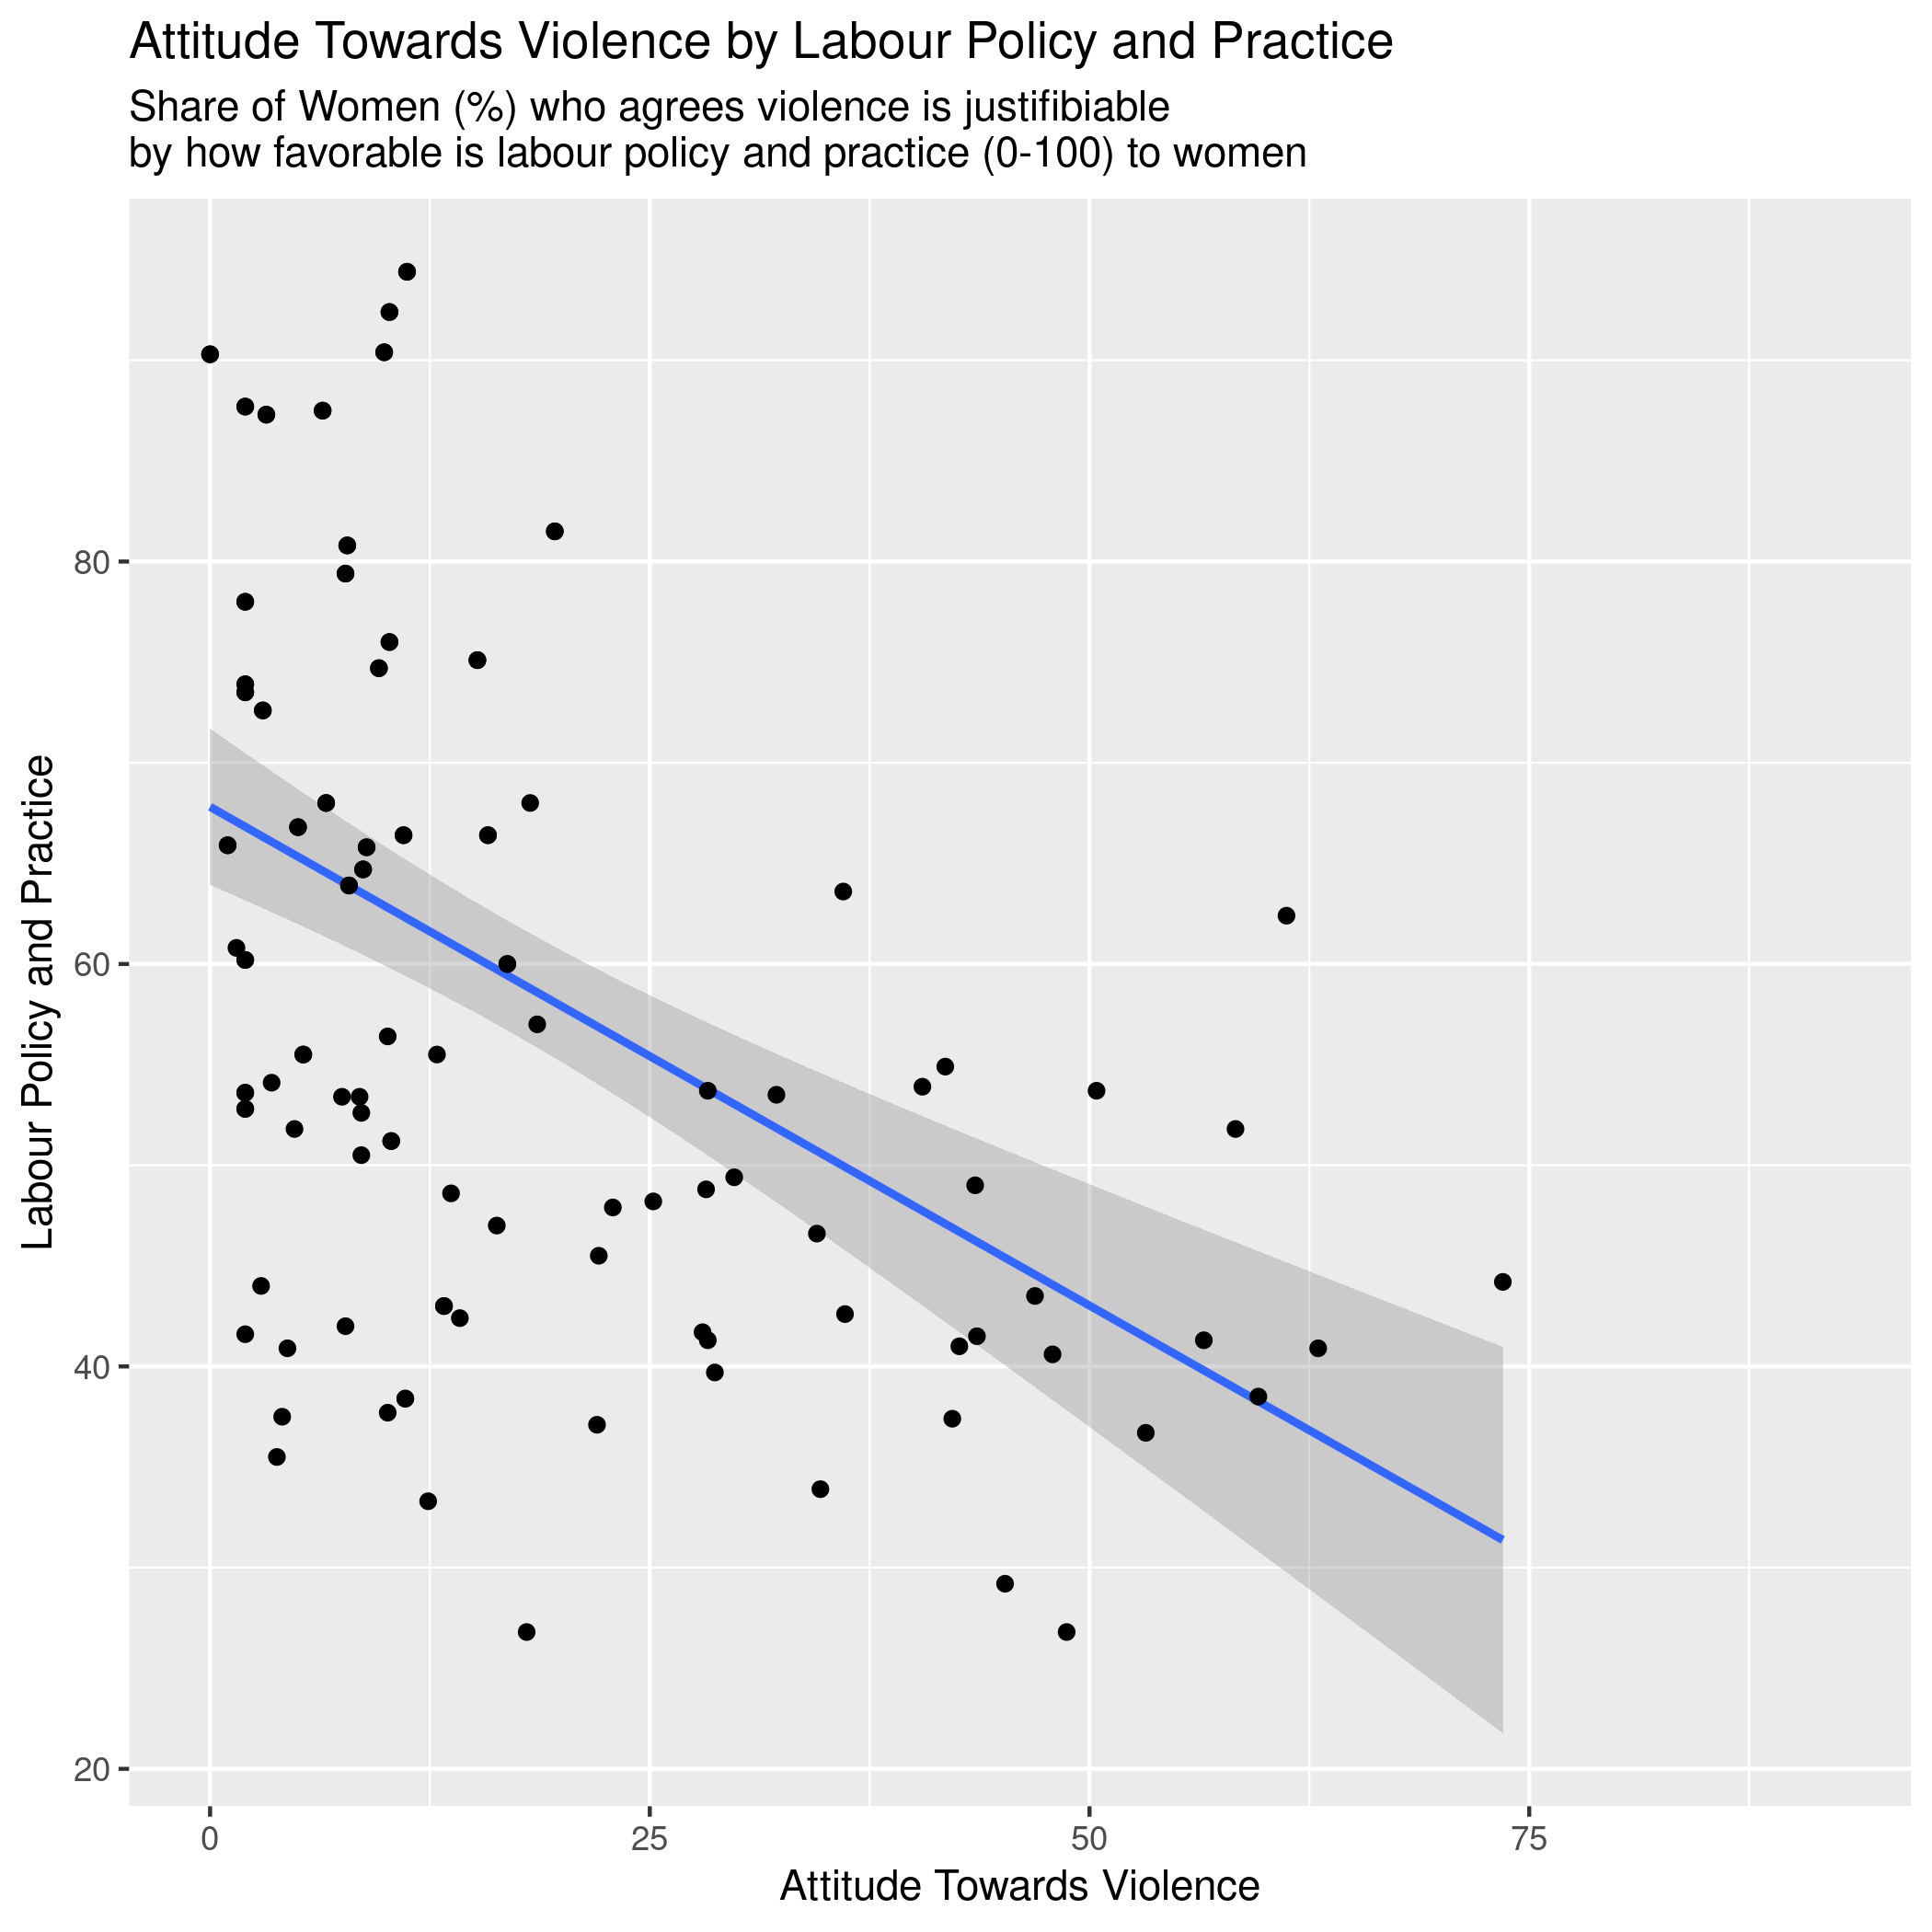 Attitude Towards Violence by Labour Policy and Practice
Share of Women (%) who agrees violence is justifibiable
by how favorable is labour policy and practice (0-100) to women
80
60
40
20
Labour Policy and Practice
0
25
50
75
Attitude Towards Violence